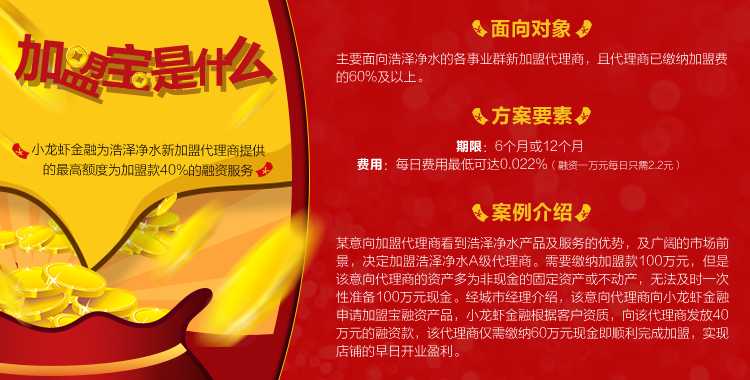 加盟宝是什么
小龙虾金融为浩泽净水新加盟代理商提供
的最高额度为加盟款40%的融资服务
面向对象
主要面向浩泽净水的各事业群新加盟代理商，且代理商已缴纳加盟费
的60%及以上。
方案要素
期限：6个月或12个月
费用：每日费用最低可达0.022%（融资一万元每日只需2.2元）
案例介绍
某意向加盟代理商看到浩泽净水产品及服务的优势，及广阔的市场前
景，决定加盟浩泽净水A级代理商。需要缴纳加盟款100万元，但是
该意向代理商的资产多为非现金的固定资产或不动产，无法及时一次
性准备100万元现金。经城市经理介绍，该意向代理商向小龙虾金融
申请加盟宝融资产品，小龙虾金融根据客户资质，向该代理商发放40
万元的融资款，该代理商仅需缴纳60万元现金即顺利完成加盟，实现
店铺的早日开业盈利。